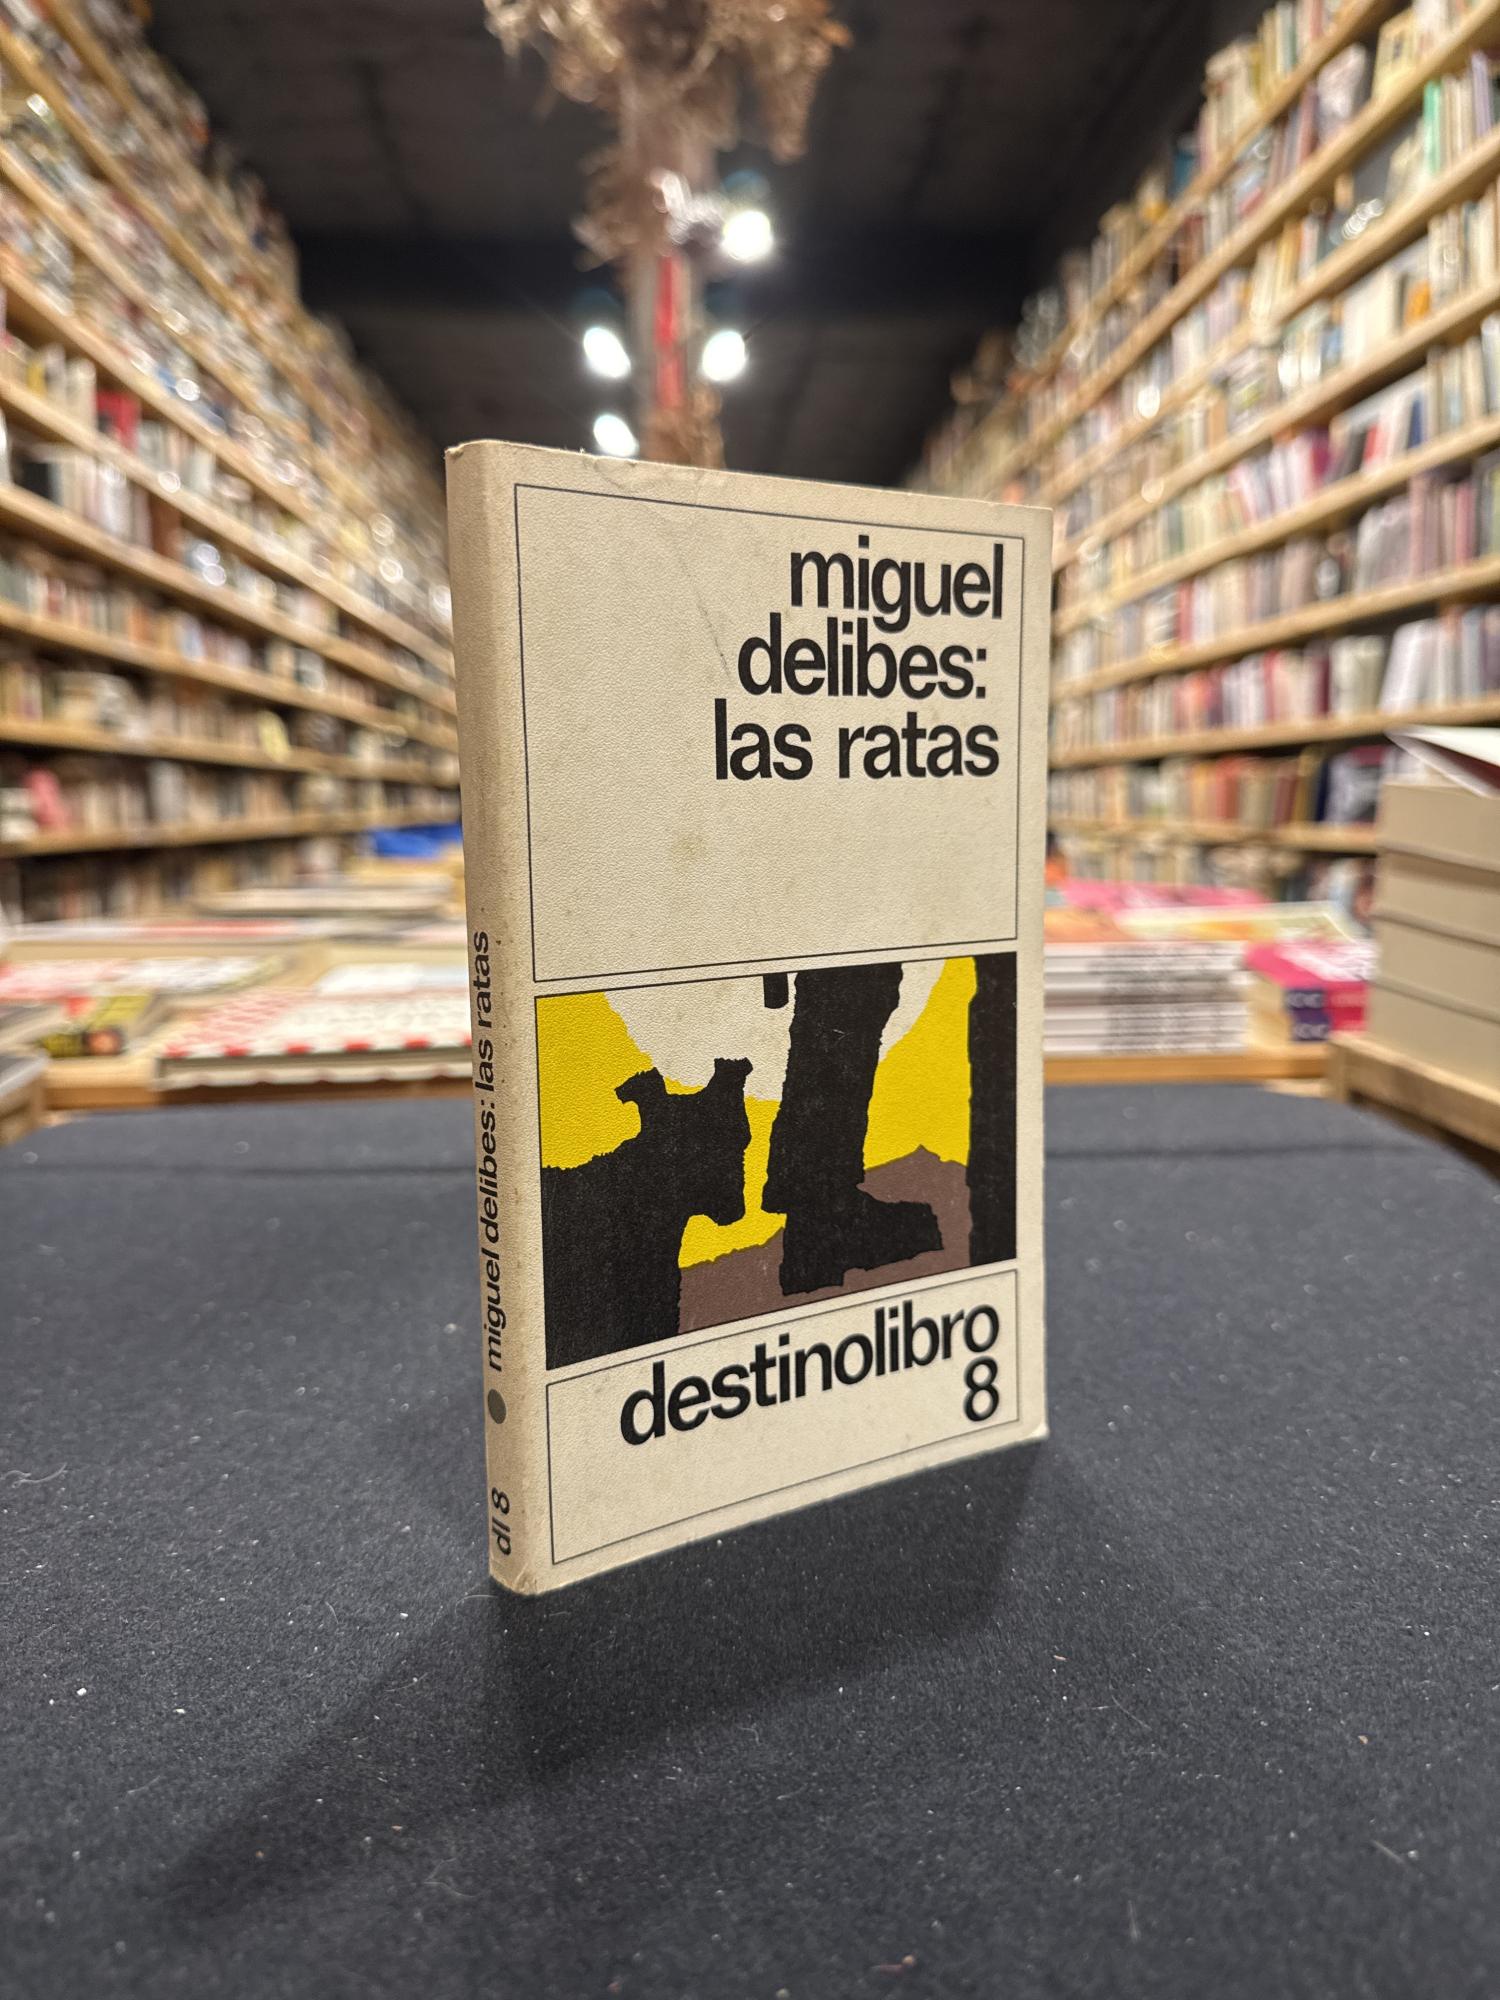 miguel
delibes:
las ratas
destinolibro
8
miguel delibes: las ratas
dl 8